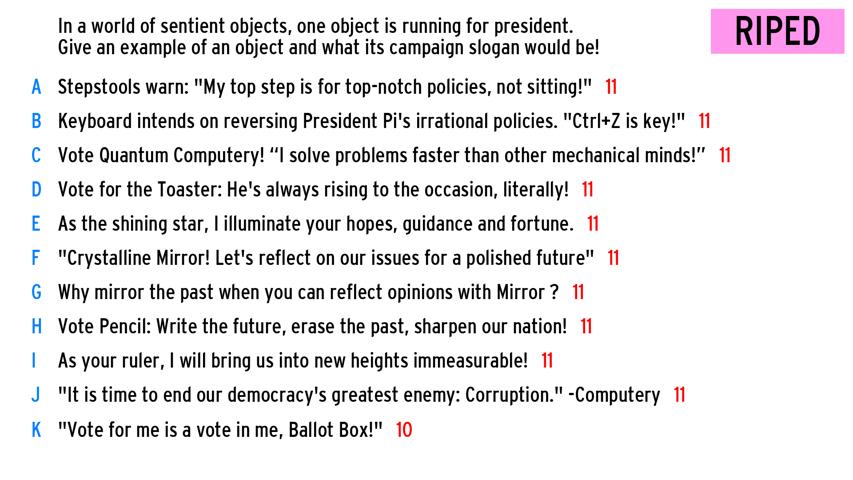 In a world of sentient objects, one object is running for president.
Give an example of an object and what its campaign slogan would be!
RIPED
A Stepstools warn: "My top step is for top-notch policies, not sitting!" 11
B Keyboard intends on reversing President Pi's irrational policies. "Ctrl+Z is key!" 11
C Vote Quantum Computery! “I solve problems faster than other mechanical minds!” 11
D Vote for the Toaster: He's always rising to the occasion, literally! 11
E As the shining star, I illuminate your hopes, guidance and fortune. 11
F "Crystalline Mirror! Let's reflect on our issues for a polished future" 11
G Why mirror the past when you can reflect opinions with Mirror ? 11
H Vote Pencil: Write the future, erase the past, sharpen our nation! 11
I As your ruler, I will bring us into new heights immeasurable! 11
J "It is time to end our democracy's greatest enemy: Corruption." -Computery 11
K "Vote for me is a vote in me, Ballot Box!" 10